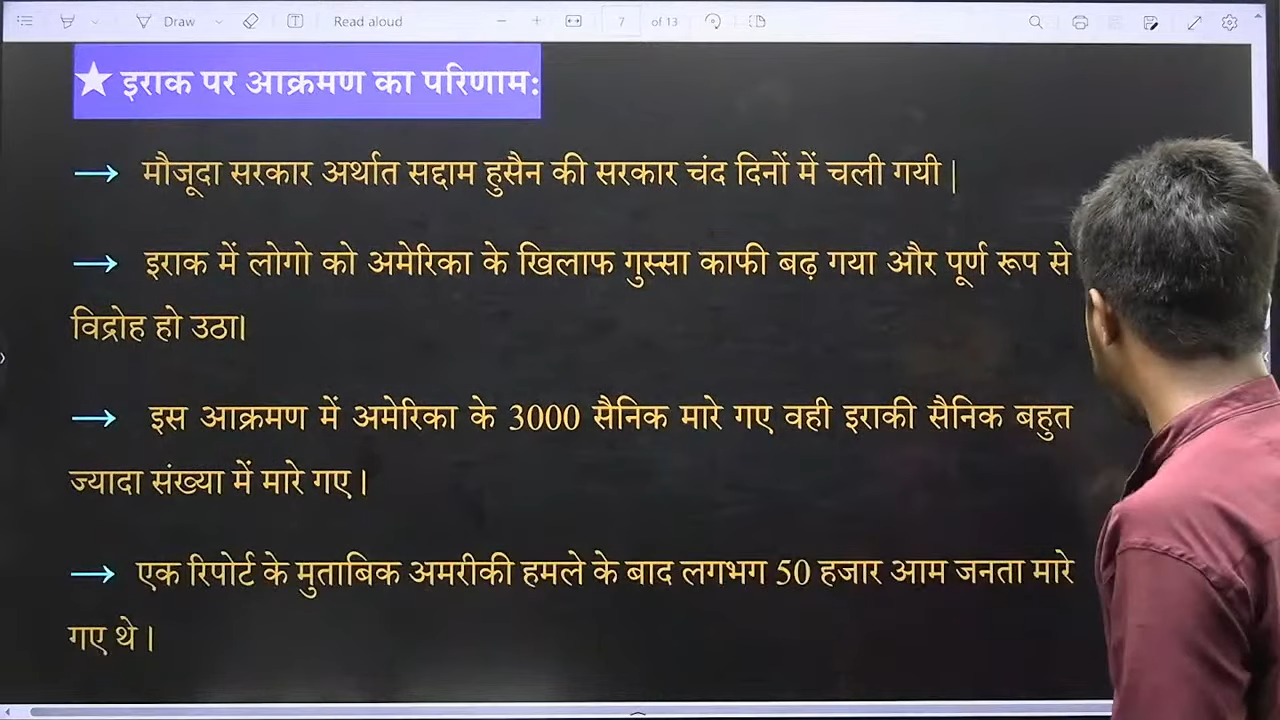 Draw
Read aloud
7 of 13
★ इराक पर आक्रमण का परिणाम:
→ मौजूदा सरकार अर्थात सद्दाम हुसैन की सरकार चंद दिनों में चली गयी |
→ इराक में लोगो को अमेरिका के खिलाफ गुस्सा काफी बढ़ गया और पूर्ण रूप से
विद्रोह हो उठा।
→ इस आक्रमण में अमेरिका के 3000 सैनिक मारे गए वही इराकी सैनिक बहुत
ज्यादा संख्या में मारे गए।
→ एक रिपोर्ट के मुताबिक अमरीकी हमले के बाद लगभग 50 हजार आम जनता मारे
गए थे।